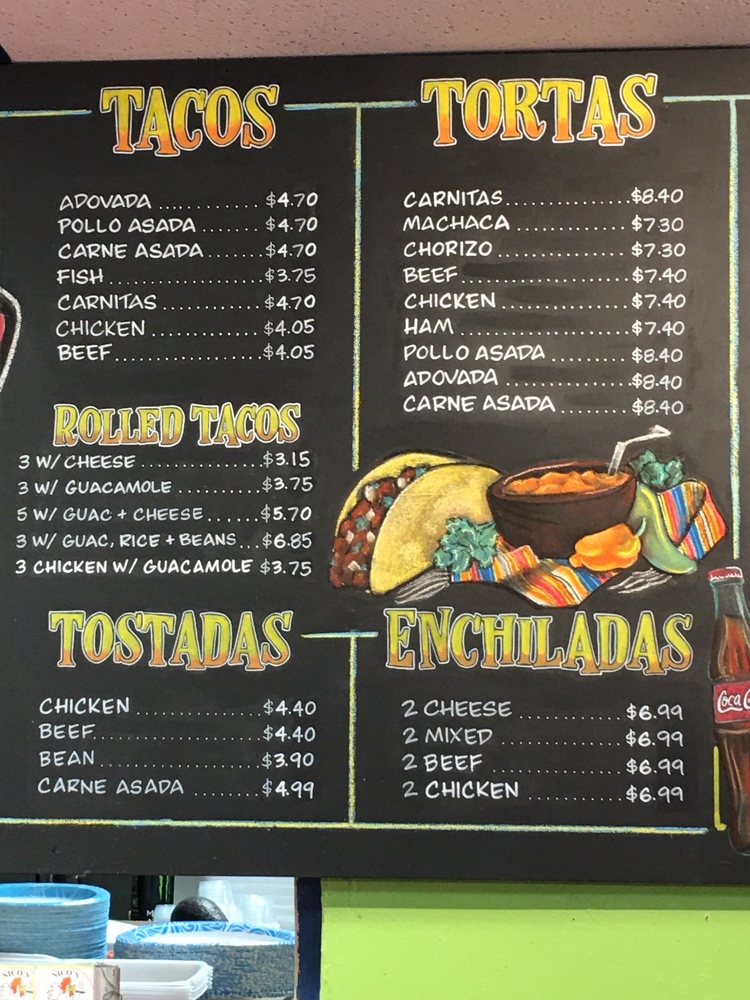 TACOS
ADOVADA ............ $4.70
POLLO ASADA ....... $4.70
CARNE ASADA ....... $4.70
FISH ................... $3.75
CARNITAS ............ $4.70
CHICKEN ............. $4.05
BEEF .................. $4.05
ROLLED TACOS
3 W/ CHEESE ............... $3.15
3 W/ GUACAMOLE ........... $3.75
5 W/ GUAC + CHEESE ....... $5.70
3 W/ GUAC, RICE + BEANS ... $6.85
3 CHICKEN W/ GUACAMOLE $3.75
TOSTADAS
CHICKEN ............... $4.40
BEEF .................... $4.40
BEAN .................... $3.90
CARNE ASADA ......... $4.99
TORTAS
CARNITAS ............... $8.40
MACHACA ............... $7.30
CHORIZO ................ $7.30
BEEF ..................... $7.40
CHICKEN ................ $7.40
HAM ...................... $7.40
POLLO ASADA .......... $8.40
ADOVADA ............... $8.40
CARNE ASADA ......... $8.40
ENCHILADAS
2 CHEESE .............. $6.99
2 MIXED ................ $6.99
2 BEEF .................. $6.99
2 CHICKEN ............. $6.99
Coca C
NICO'S
NICO'S